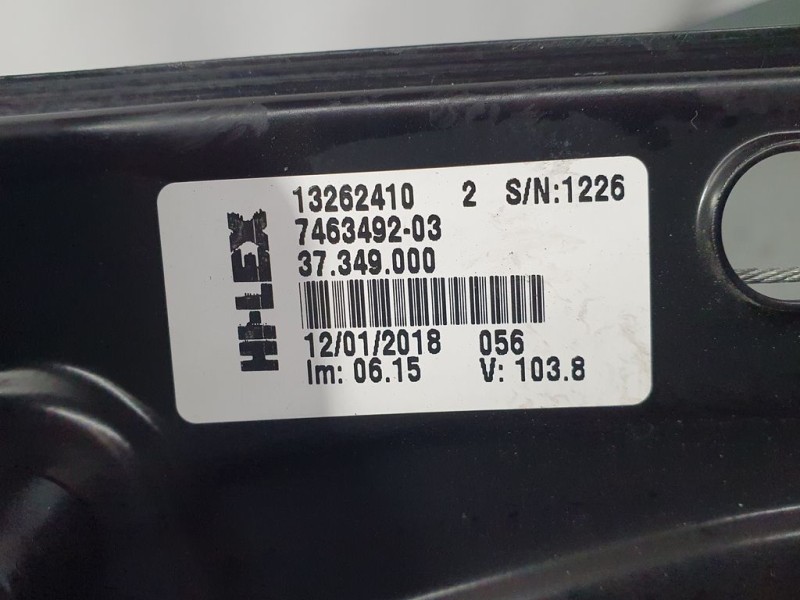 HI-LEX
13262410 2 S/N:1226
7463492-03
37.349.000
12/01/2018 056
Im: 06.15 V: 103.8